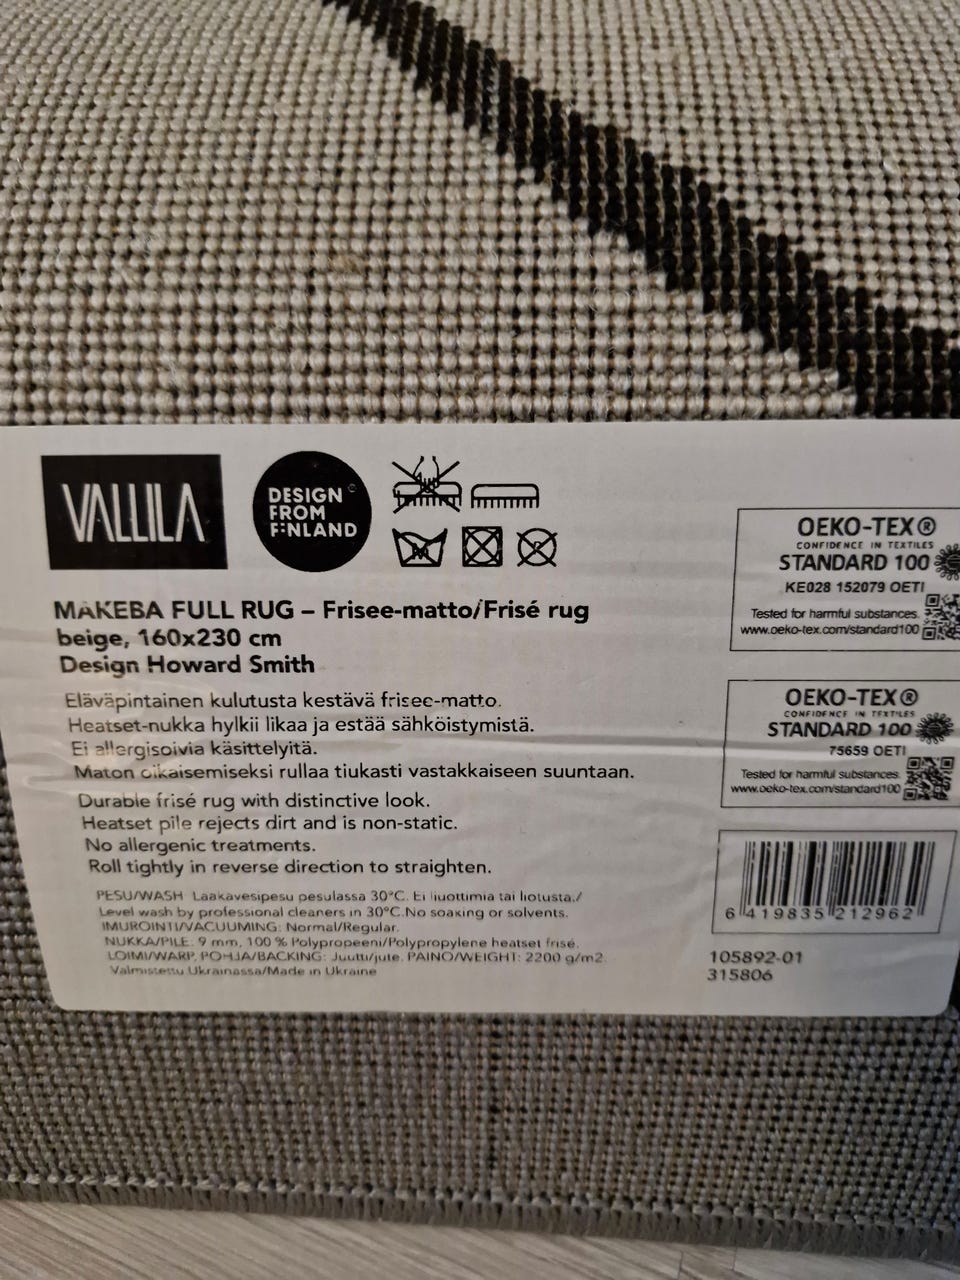 VALLILA
DESIGN
FROM
FINLAND
MAKEBA FULL RUG – Frisee-matto/Frisé rug
beige, 160x230 cm
Design Howard Smith
Eläväpintainen kulutusta kestävä frisee-matto.
Heatset-nukka hylkii likaa ja estää sähköistymistä.
Ei allergisoivia käsittelyitä.
Maton oikaisemiseksi rullaa tiukasti vastakkaiseen suuntaan.
Durable frisé rug with distinctive look.
Heatset pile rejects dirt and is non-static.
No allergenic treatments.
Roll tightly in reverse direction to straighten.
PESU/WASH Laakavesipesu pesulassa 30°C. Ei liuottimia tai liotusta./
Level wash by professional cleaners in 30°C.No soaking or solvents.
IMUROINTI/VACUUMING: Normal/Regular.
NUKKA/PILE: 9 mm, 100 % Polypropeeni/Polypropylene heatset frisé.
LOIMI/WARP, POHJA/BACKING: Juutti/jute. PAINO/WEIGHT: 2200 g/m2.
Valmistettu Ukrainassa/Made in Ukraine
OEKO-TEX®
CONFIDENCE IN TEXTILES
STANDARD 100
KE028 152079 OETI
Tested for harmful substances.
www.oeko-tex.com/standard100
OEKO-TEX®
CONFIDENCE IN TEXTILES
STANDARD 100
75659 OETI
Tested for harmful substances.
www.oeko-tex.com/standard100
6 419835 212962
105892-01
315806